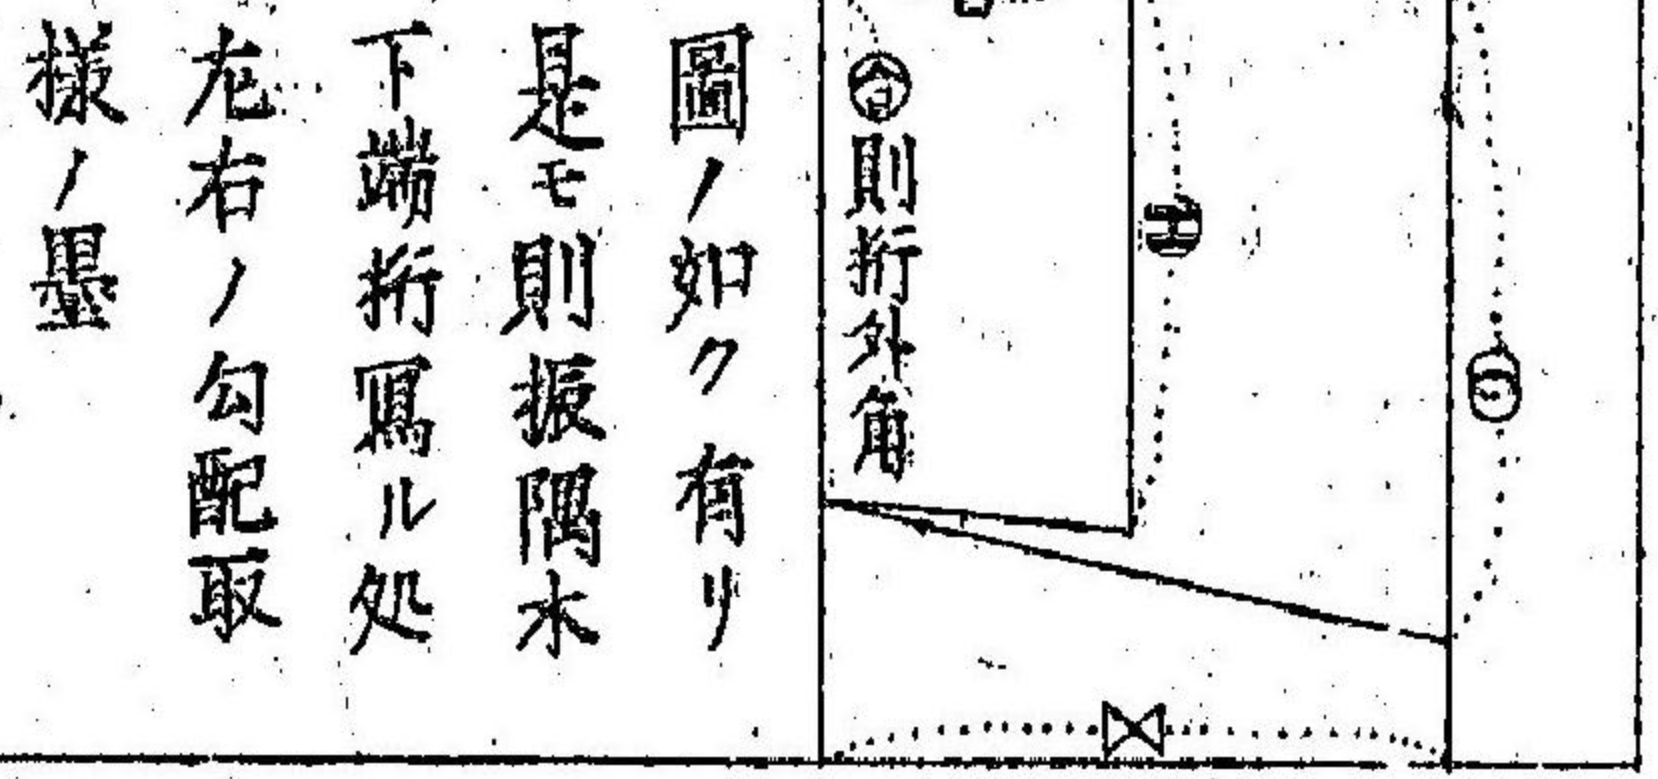 則桁外角
圖ノ如ク有リ
是モ則振隅木
下端桁寫ル処
左右ノ勾配取
様ノ墨